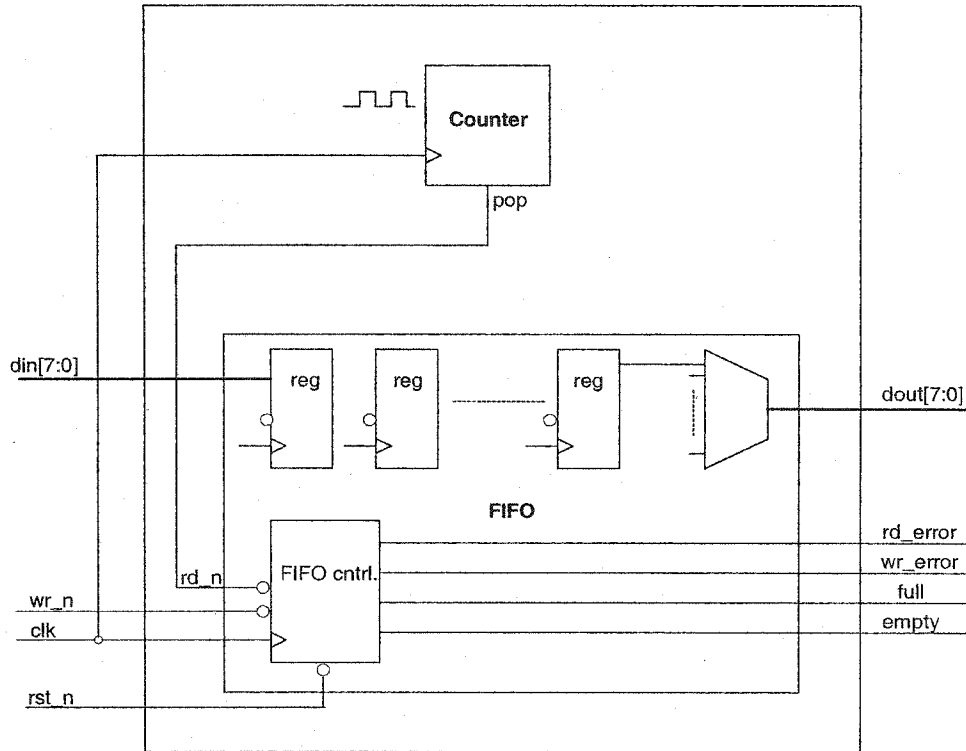 Counter
pop
din[7:0]
reg
reg
reg
dout[7:0]
FIFO
rd_error
FIFO cntrl.
wr_error
rd_n
wr_n
full
clk
empty
rst_n